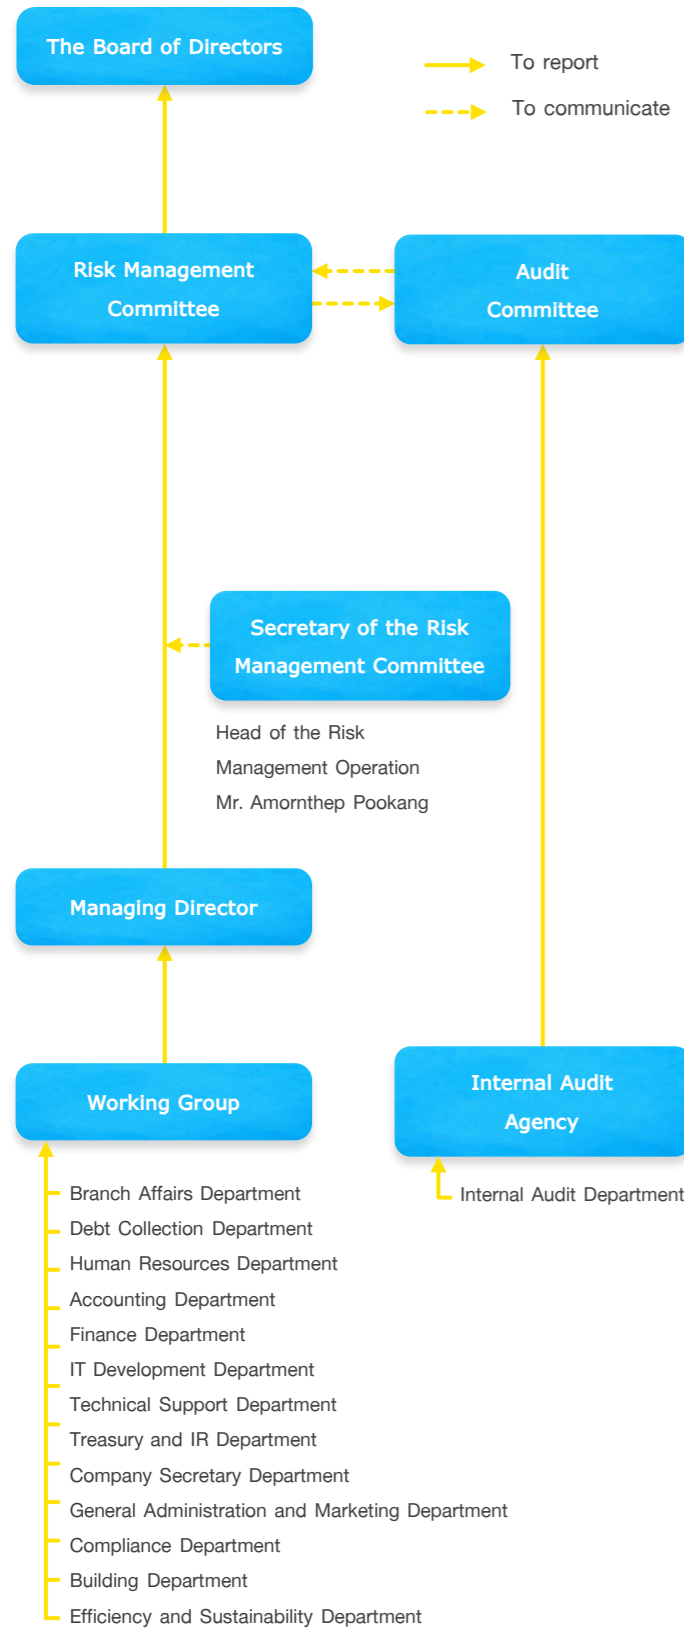 The Board of Directors
To report
To communicate
Risk Management
Committee
Audit
Committee
Secretary of the Risk
Management Committee
Head of the Risk
Management Operation
Mr. Amornthep Pookang
Managing Director
Working Group
Internal Audit
Agency
Internal Audit Department
Branch Affairs Department
Debt Collection Department
Human Resources Department
Accounting Department
Finance Department
IT Development Department
Technical Support Department
Treasury and IR Department
Company Secretary Department
General Administration and Marketing Department
Compliance Department
Building Department
Efficiency and Sustainability Department